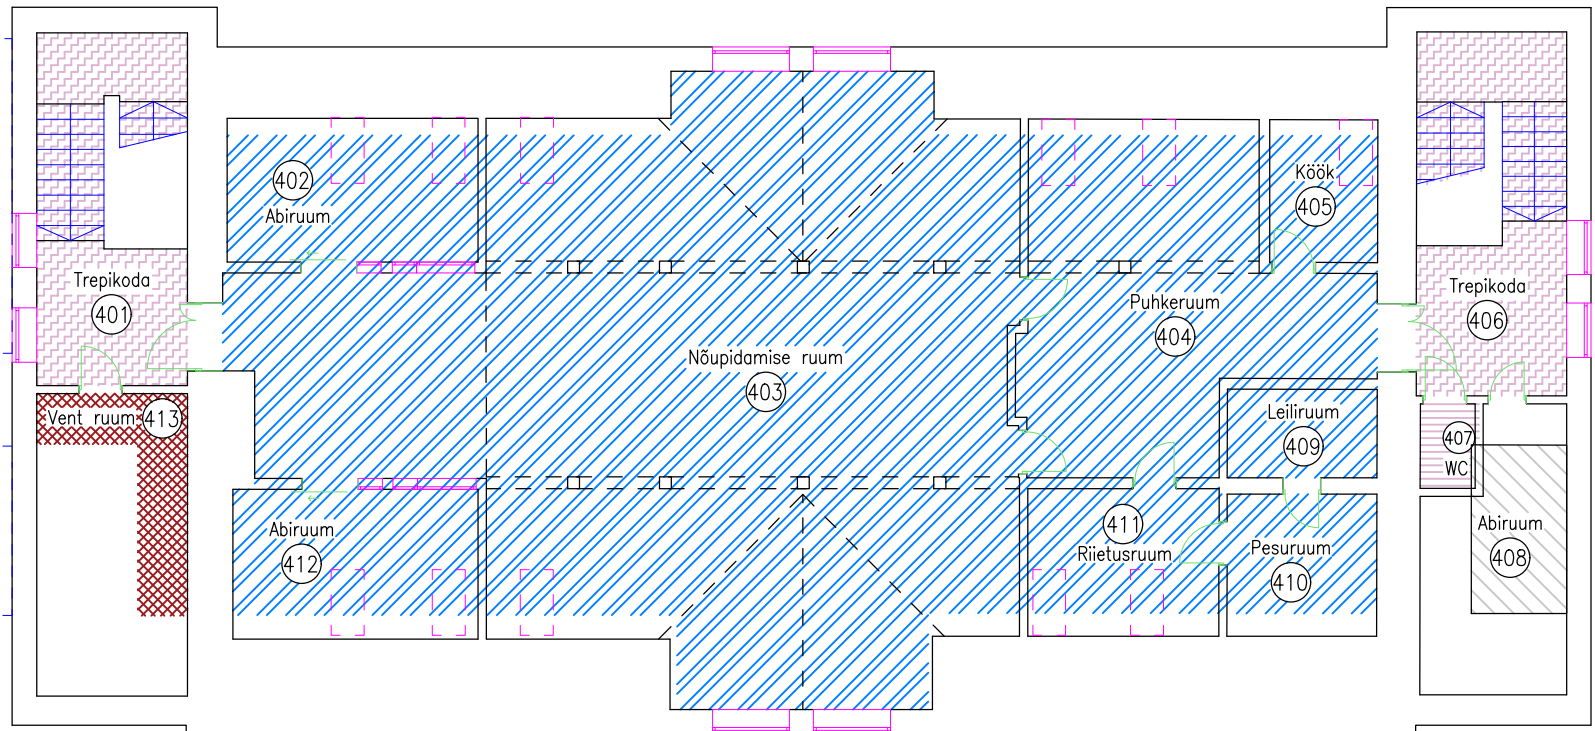 402
Abiruum
Köök
405
Trepikoda
401
Puhkeruum
404
Trepikoda
406
Nõupidamise ruum
403
Vent ruum 413
Leiliruum
409
407
WC
Abiruum
412
411
Riietusruum
Pesuruum
410
Abiruum
408